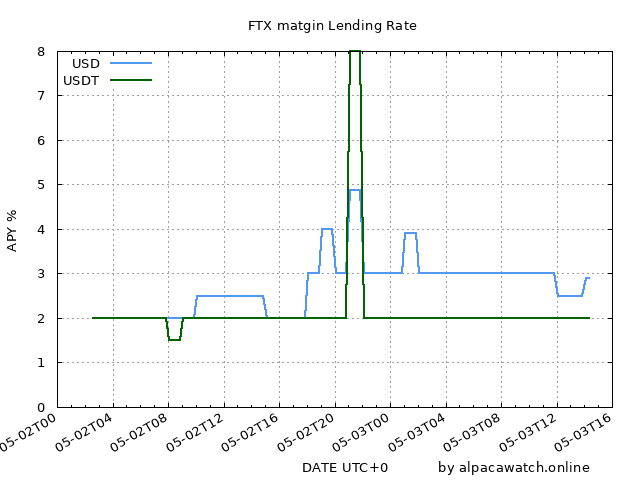 FTX matgin Lending Rate
USD
USDT
8
7
6
5
4
3
2
1
0
APY %
05-02T00
05-02T04
05-02T08
05-02T12
05-02T16
05-02T20
05-03T00
05-03T04
05-03T08
05-03T12
05-03T16
DATE UTC+0
by alpacawatch.online